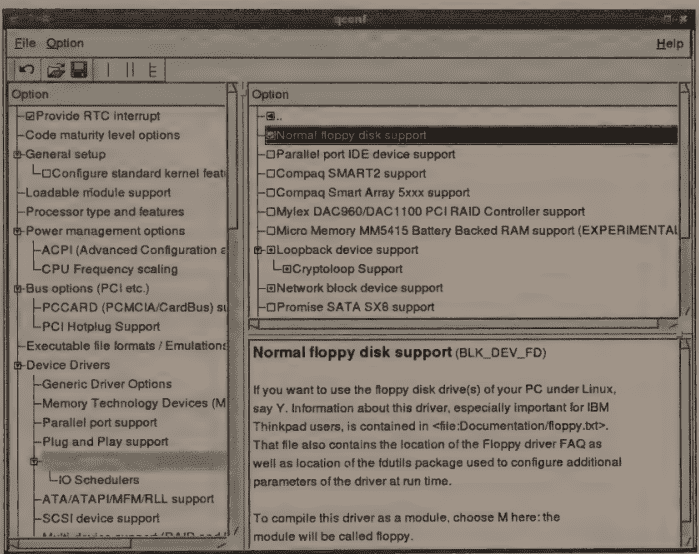 qconf
File Option Help
Option
Provide RTC interrupt
Code maturity level options
General setup
Configure standard kernel feat
Loadable module support
Processor type and features
Power management options
ACPI (Advanced Configuration a
CPU Frequency scaling
Bus options (PCI etc.)
PCCARD (PCMCIA/CardBus) su
PCI Hotplug Support
Executable file formats / Emulations
Device Drivers
Generic Driver Options
Memory Technology Devices (M
Parallel port support
Plug and Play support
IO Schedulers
ATA/ATAPI/MFM/RLL support
SCSI device support
Multi-device support (RAID and
Option
..
Normal floppy disk support
Parallel port IDE device support
Compaq SMART2 support
Compaq Smart Array 5xxx support
Mylex DAC960/DAC1100 PCI RAID Controller support
Micro Memory MM5415 Battery Backed RAM support (EXPERIMENTAL
Loopback device support
Cryptoloop Support
Network block device support
Promise SATA SX8 support
Normal floppy disk support (BLK_DEV_FD)
If you want to use the floppy disk drive(s) of your PC under Linux,
say Y. Information about this driver, especially important for IBM
Thinkpad users, is contained in <file:Documentation/floppy.txt>.
That file also contains the location of the Floppy driver FAQ as
well as location of the fdutils package used to configure additional
parameters of the driver at run time.
To compile this driver as a module, choose M here: the
module will be called floppy.